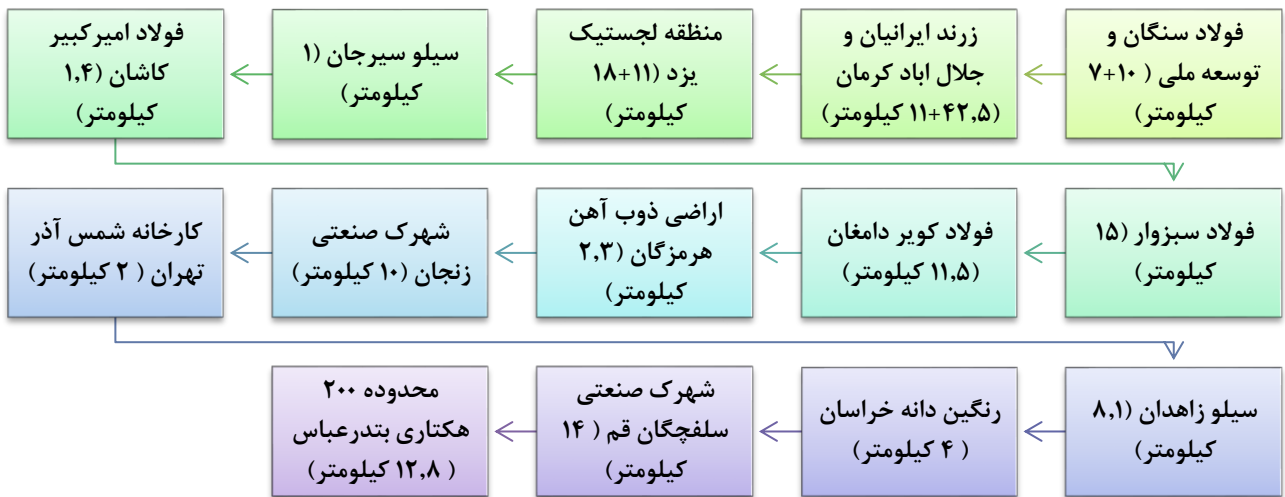 فولاد سنگان و
توسعه ملی ( ۱۰+۷
کیلومتر)
زرند ایرانیان و
جلال اباد کرمان
(۴۲,۵+۱۱ کیلومتر)
منطقه لجستیک
یزد (۱۱+۱۸
کیلومتر)
سیلو سیرجان (۱
کیلومتر)
فولاد امیرکبیر
کاشان (۱,۴
کیلومتر)
فولاد سبزوار (۱۵
کیلومتر)
فولاد کویر دامغان
(۱۱,۵ کیلومتر)
اراضی ذوب آهن
هرمزگان (۲,۳
کیلومتر)
شهرک صنعتی
زنجان (۱۰ کیلومتر)
کارخانه شمس آذر
تهران ( ۲ کیلومتر)
سیلو زاهدان (۸,۱
کیلومتر)
رنگین دانه خراسان
( ۴ کیلومتر)
شهرک صنعتی
سلفچگان قم ( ۱۴
کیلومتر)
محدوده ۲۰۰
هکتاری بتدرعباس
( ۱۲,۸ کیلومتر)